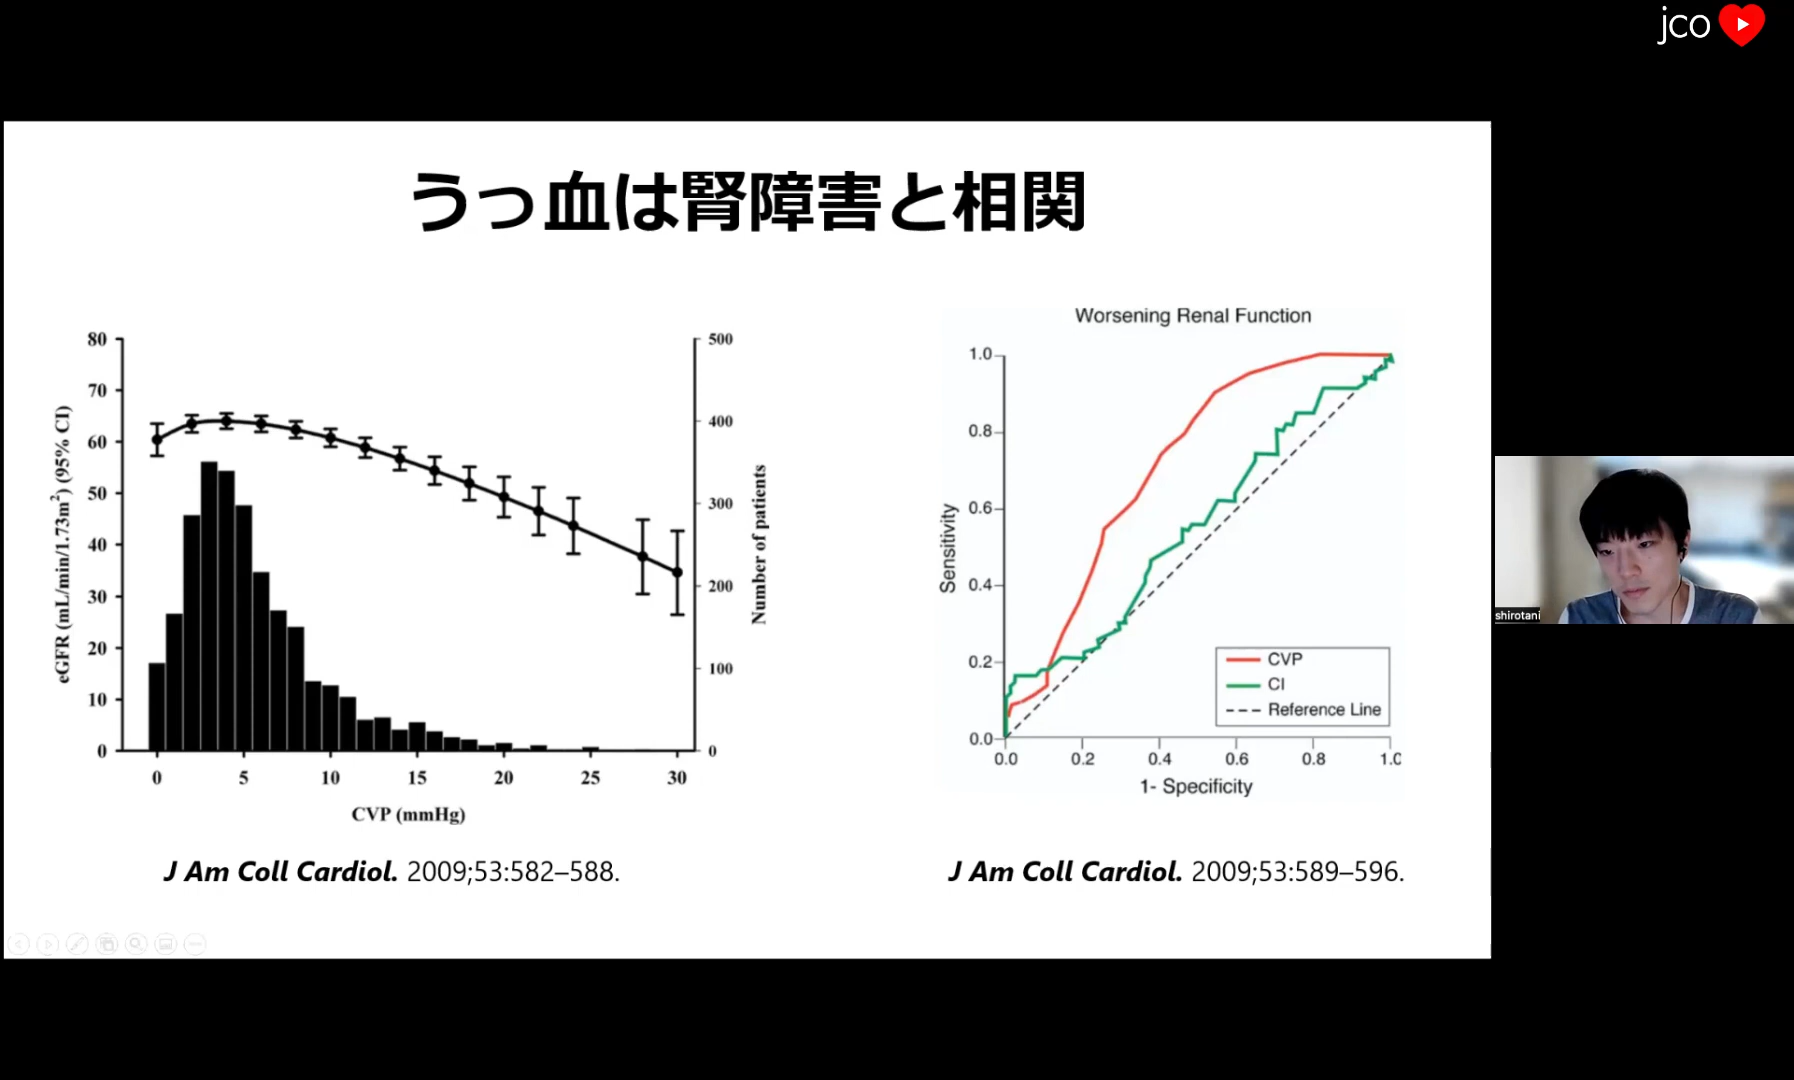 jco
うっ血は腎障害と相関
80
70
60
50
40
30
20
10
0
eGFR (mL/min/1.73m²) (95% CI)
500
400
300
200
100
0
Number of patients
0 5 10 15 20 25 30
CVP (mmHg)
J Am Coll Cardiol. 2009;53:582–588.
Worsening Renal Function
1.0
0.8
0.6
0.4
0.2
0.0
Sensitivity
CVP
CI
Reference Line
0.0 0.2 0.4 0.6 0.8 1.0
1- Specificity
J Am Coll Cardiol. 2009;53:589–596.
shirotani